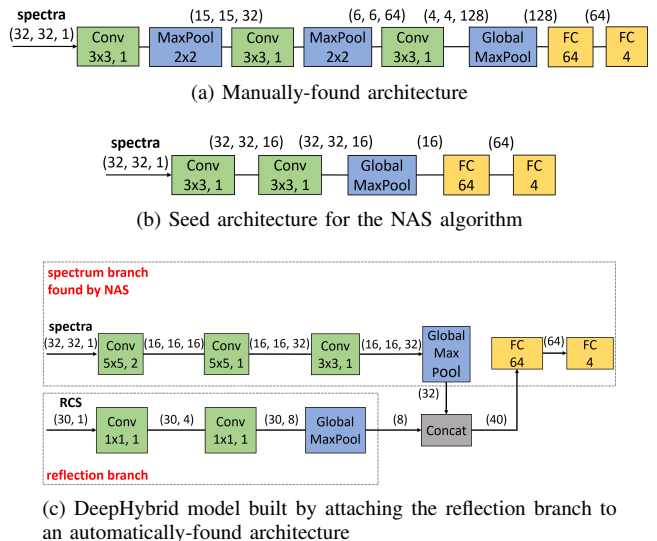 spectra
(32, 32, 1)
(15, 15, 32)
(6, 6, 64)
(4, 4, 128)
(128)
(64)
Conv
3x3, 1
MaxPool
2x2
Conv
3x3, 1
MaxPool
2x2
Conv
3x3, 1
Global
MaxPool
FC
64
FC
4
(a) Manually-found architecture
spectra
(32, 32, 1)
(32, 32, 16)
(32, 32, 16)
(16)
(64)
Conv
3x3, 1
Conv
3x3, 1
Global
MaxPool
FC
64
FC
4
(b) Seed architecture for the NAS algorithm
spectrum branch
found by NAS
spectra
(32, 32, 1)
Conv
5x5, 2
(16, 16, 16)
Conv
5x5, 1
(16, 16, 32)
Conv
3x3, 1
(16, 16, 32)
Global
Max
Pool
FC
64
(64)
FC
4
(32)
RCS
(30, 1)
Conv
1x1, 1
(30, 4)
Conv
1x1, 1
(30, 8)
Global
MaxPool
(8)
Concat
(40)
reflection branch
(c) DeepHybrid model built by attaching the reflection branch to
an automatically-found architecture